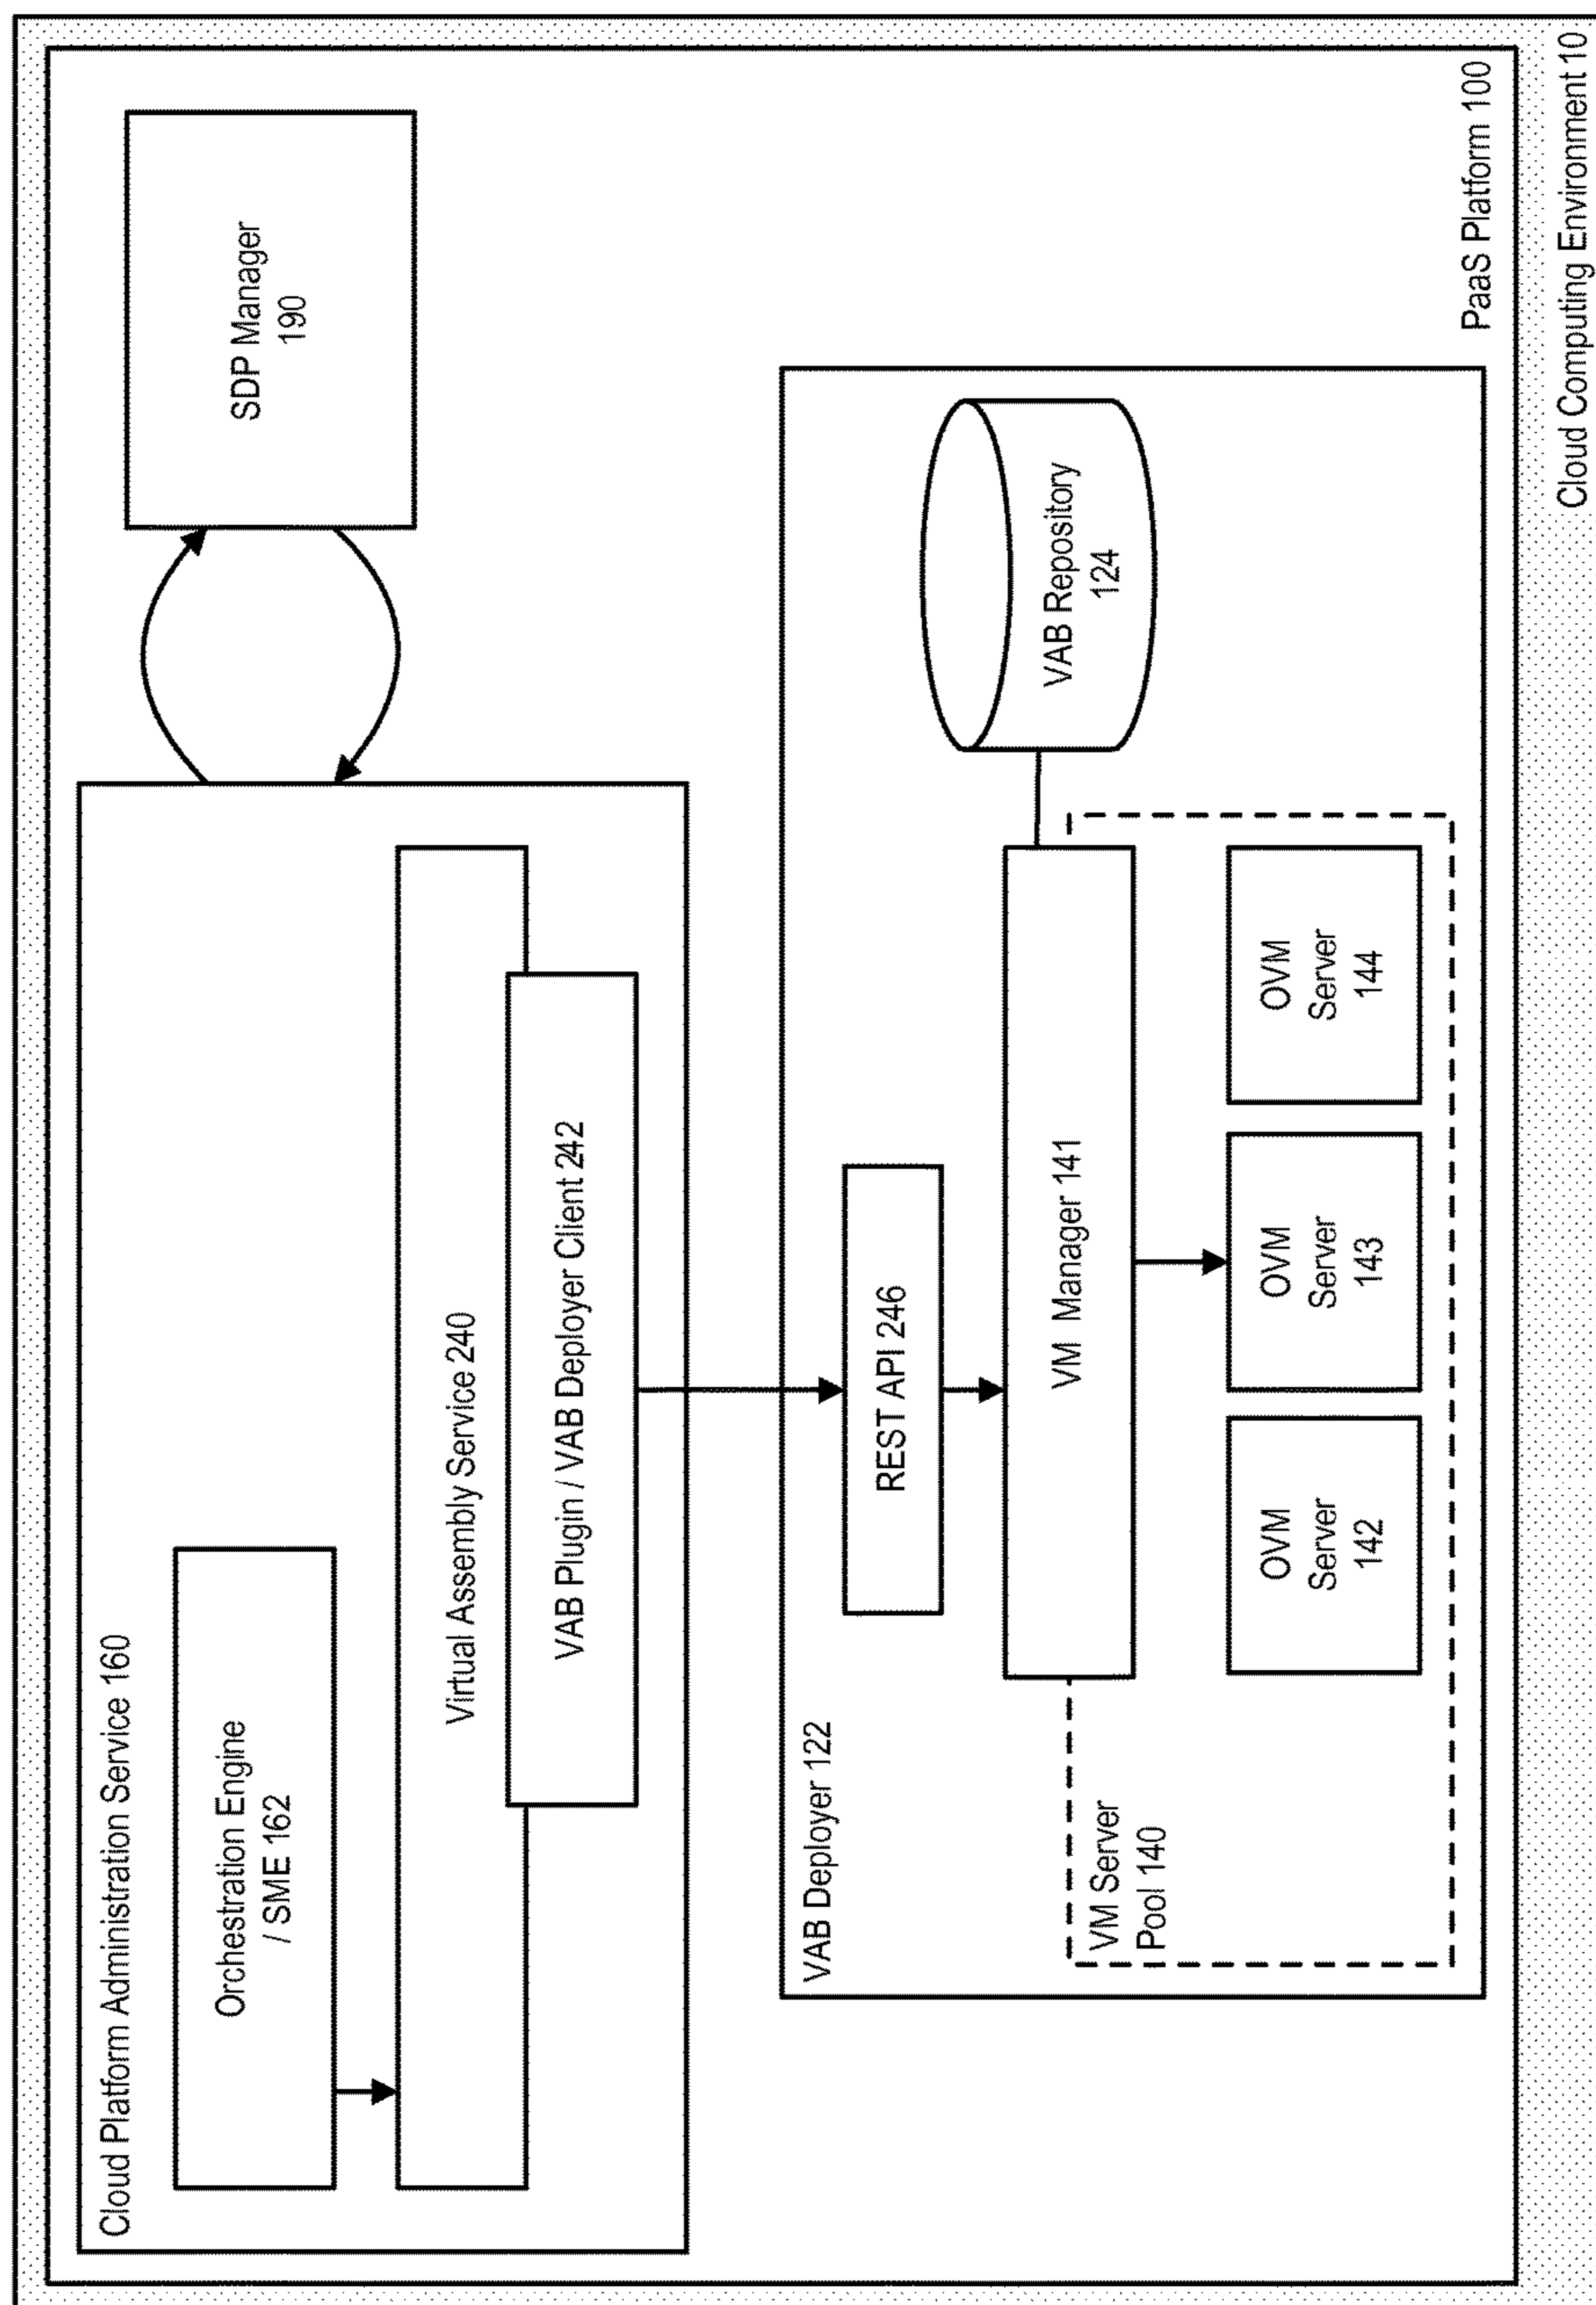 Cloud Platform Administration Service 160
Orchestration Engine
/ SME 162
SDP Manager
190
Virtual Assembly Service 240
VAB Plugin / VAB Deployer Client 242
VAB Deployer 122
REST API 246
VM Manager 141
VAB Repository
124
VM Server
Pool 140
OVM
Server
142
OVM
Server
143
OVM
Server
144
PaaS Platform 100
Cloud Computing Environment 10